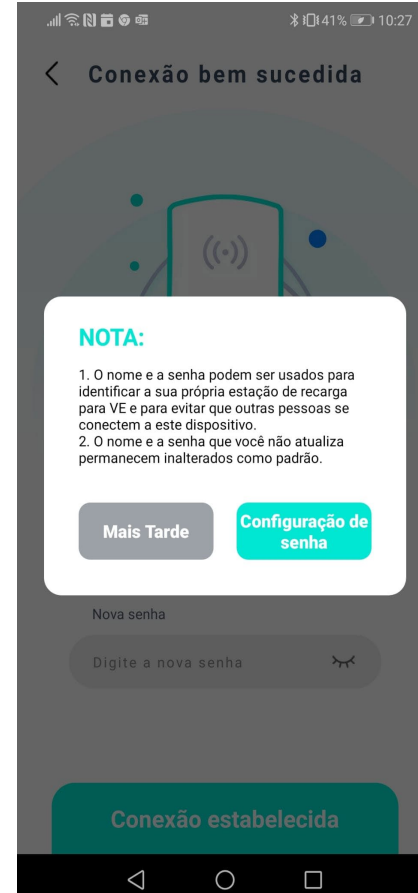 41% 10:27
Conexão bem sucedida
NOTA:
1. O nome e a senha podem ser usados para
identificar a sua própria estação de recarga
para VE e para evitar que outras pessoas se
conectem a este dispositivo.
2. O nome e a senha que você não atualiza
permanecem inalterados como padrão.
Mais Tarde
Configuração de
senha
Nova senha
Digite a nova senha
Conexão estabelecida